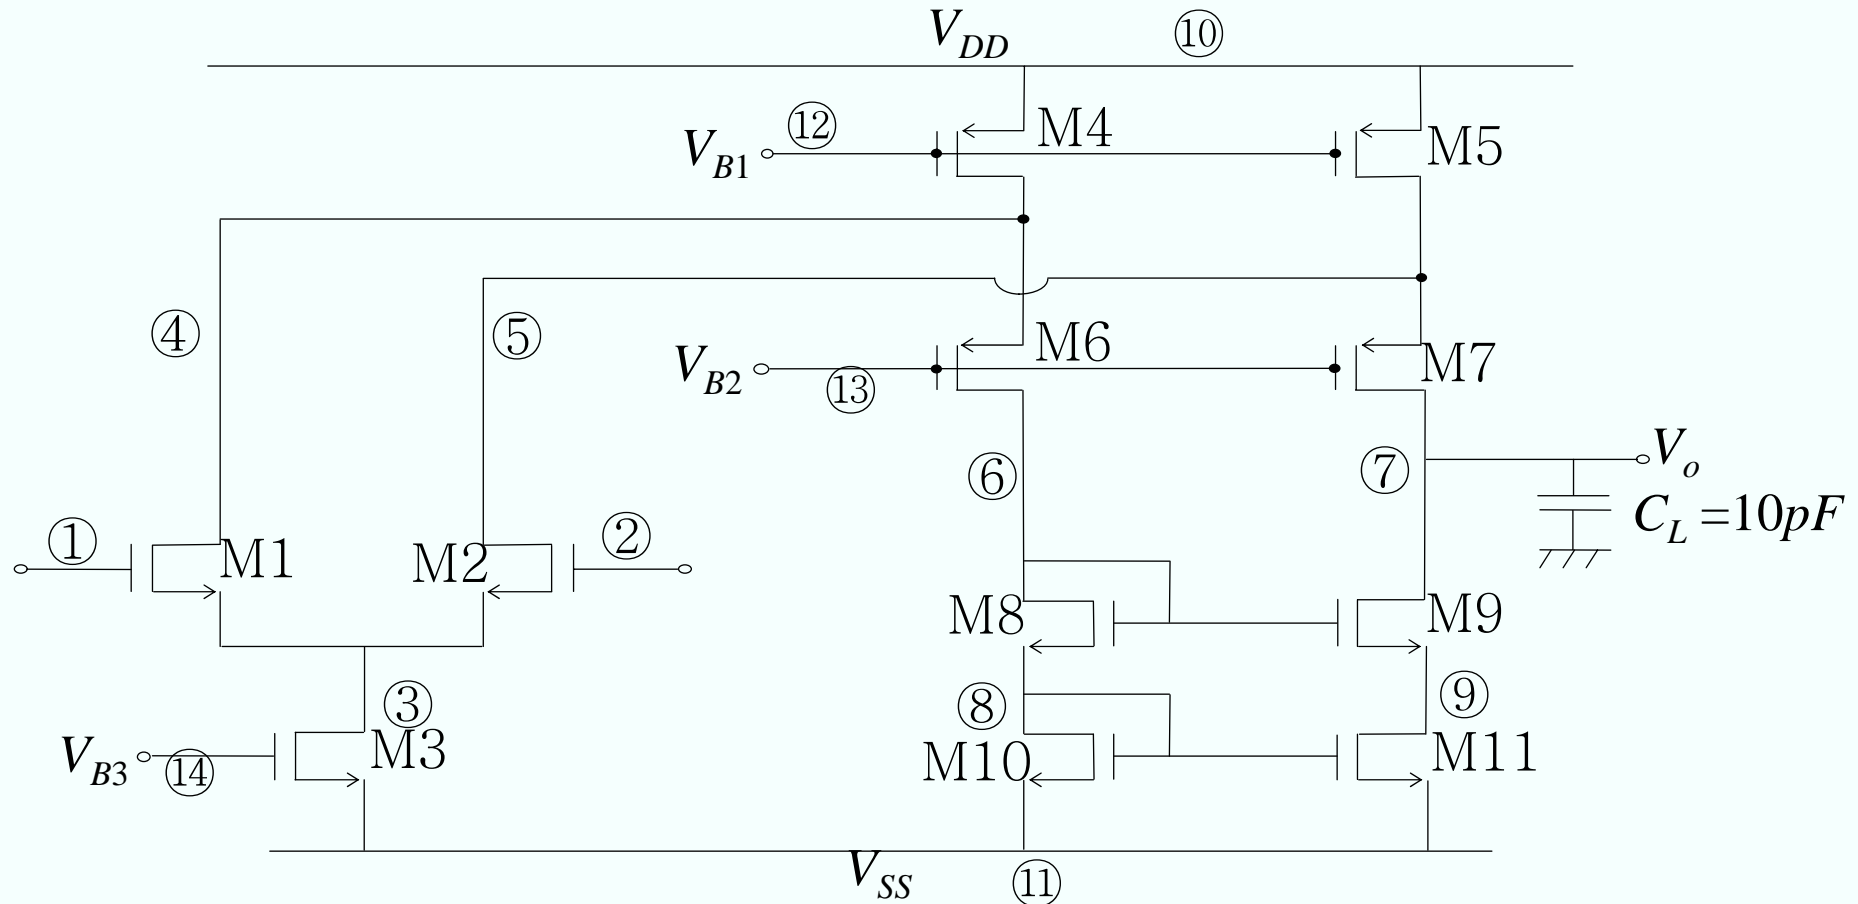 V_DD ⑩
⑫ M4
V_B1 M5
④ ⑤ M6
V_B2 ⑬ M7
⑥ ⑦ V_o
C_L =10pF
① M1 M2 ②
M8 M9
③ ⑧ ⑨
V_B3 ⑭ M3 M10 M11
V_SS ⑪